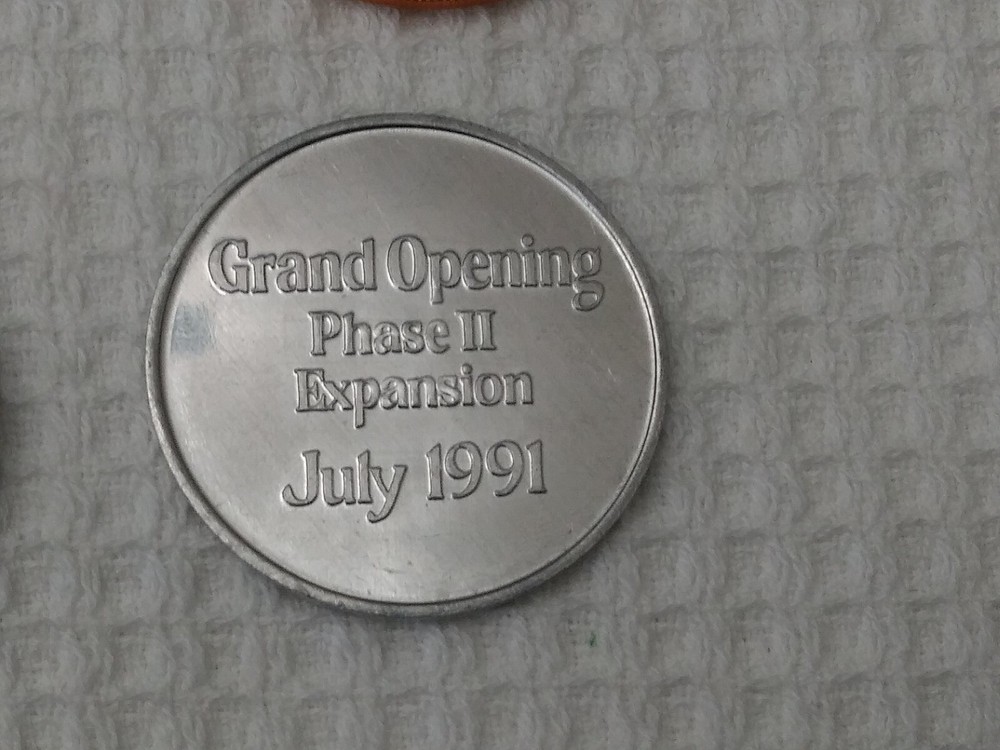 Grand Opening
Phase II
Expansion
July 1991